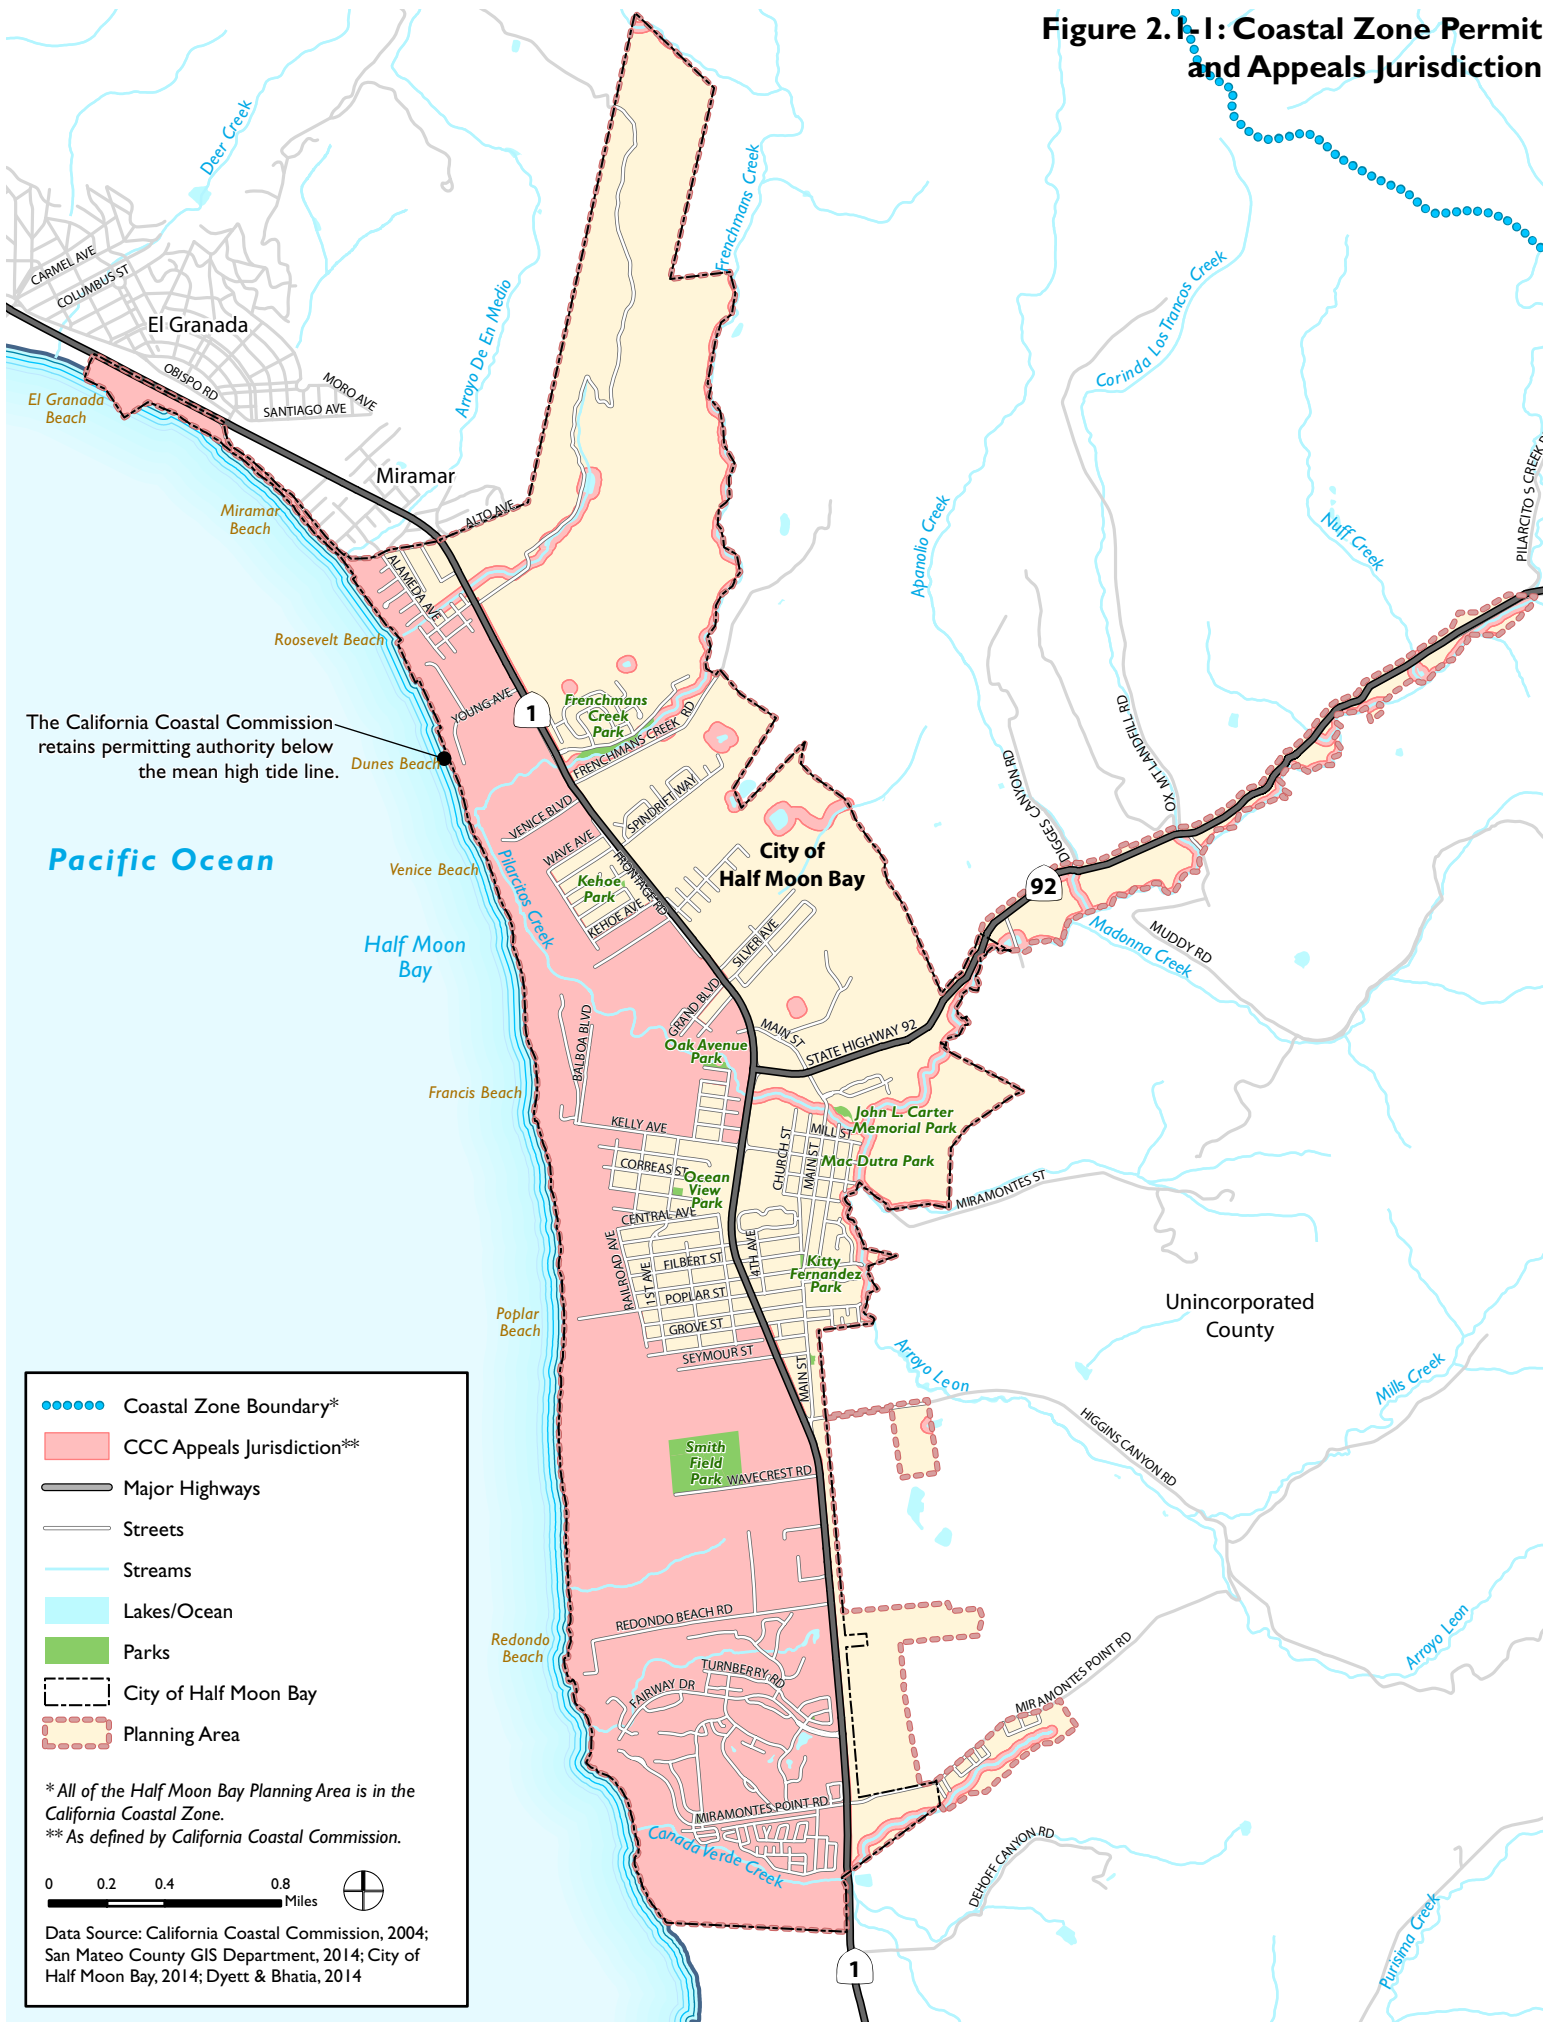 Figure 2.1-1: Coastal Zone Permit
and Appeals Jurisdiction
Deer Creek
Frenchmans Creek
CARMEL AVE
COLUMBUS ST
El Granada
Arroyo De En Medio
Corinda Los Trancos Creek
OBISPO RD
MORO AVE
SANTIAGO AVE
El Granada
Beach
Miramar
ALTO AVE
Miramar
Beach
Apanolio Creek
Nuff Creek
ALAMEDA AVE
Roosevelt Beach
YOUNG AVE
1
Frenchmans
Creek
Park
FRENCHMANS CREEK RD
The California Coastal Commission
retains permitting authority below
the mean high tide line.
Dunes Beach
DIGGES CANYON RD
OX MT LANDFILL RD
VENICE BLVD
SPINDRIFT WAY
WAVE AVE
FRONTAGE RD
City of
Half Moon Bay
Pacific Ocean
Venice Beach
Pilarcitos Creek
Kehoe
Park
KEHOE AVE
92
Half Moon
Bay
SILVER AVE
Madonna Creek
MUDDY RD
GRAND BLVD
MAIN ST
STATE HIGHWAY 92
BALBOA BLVD
Oak Avenue
Park
Francis Beach
KELLY AVE
John L. Carter
Memorial Park
MILL ST
CHURCH ST
MAIN ST
Mac Dutra Park
CORREAS ST
Ocean
View
Park
MIRAMONTES ST
CENTRAL AVE
RAILROAD AVE
1ST AVE
FILBERT ST
4TH AVE
Kitty
Fernandez
Park
POPLAR ST
GROVE ST
SEYMOUR ST
Poplar
Beach
Unincorporated
County
Arroyo Leon
MAIN ST
Mills Creek
HIGGINS CANYON RD
Smith
Field
Park
WAVECREST RD
REDONDO BEACH RD
Redondo
Beach
Arroyo Leon
TURNBERRY RD
FAIRWAY DR
MIRAMONTES POINT RD
MIRAMONTES POINT RD
Canada Verde Creek
DEHOFF CANYON RD
Purisima Creek
1
Coastal Zone Boundary*
CCC Appeals Jurisdiction**
Major Highways
Streets
Streams
Lakes/Ocean
Parks
City of Half Moon Bay
Planning Area
* All of the Half Moon Bay Planning Area is in the
California Coastal Zone.
** As defined by California Coastal Commission.
0 0.2 0.4 0.8
Miles
Data Source: California Coastal Commission, 2004;
San Mateo County GIS Department, 2014; City of
Half Moon Bay, 2014; Dyett & Bhatia, 2014
PILARCITO S CREEK